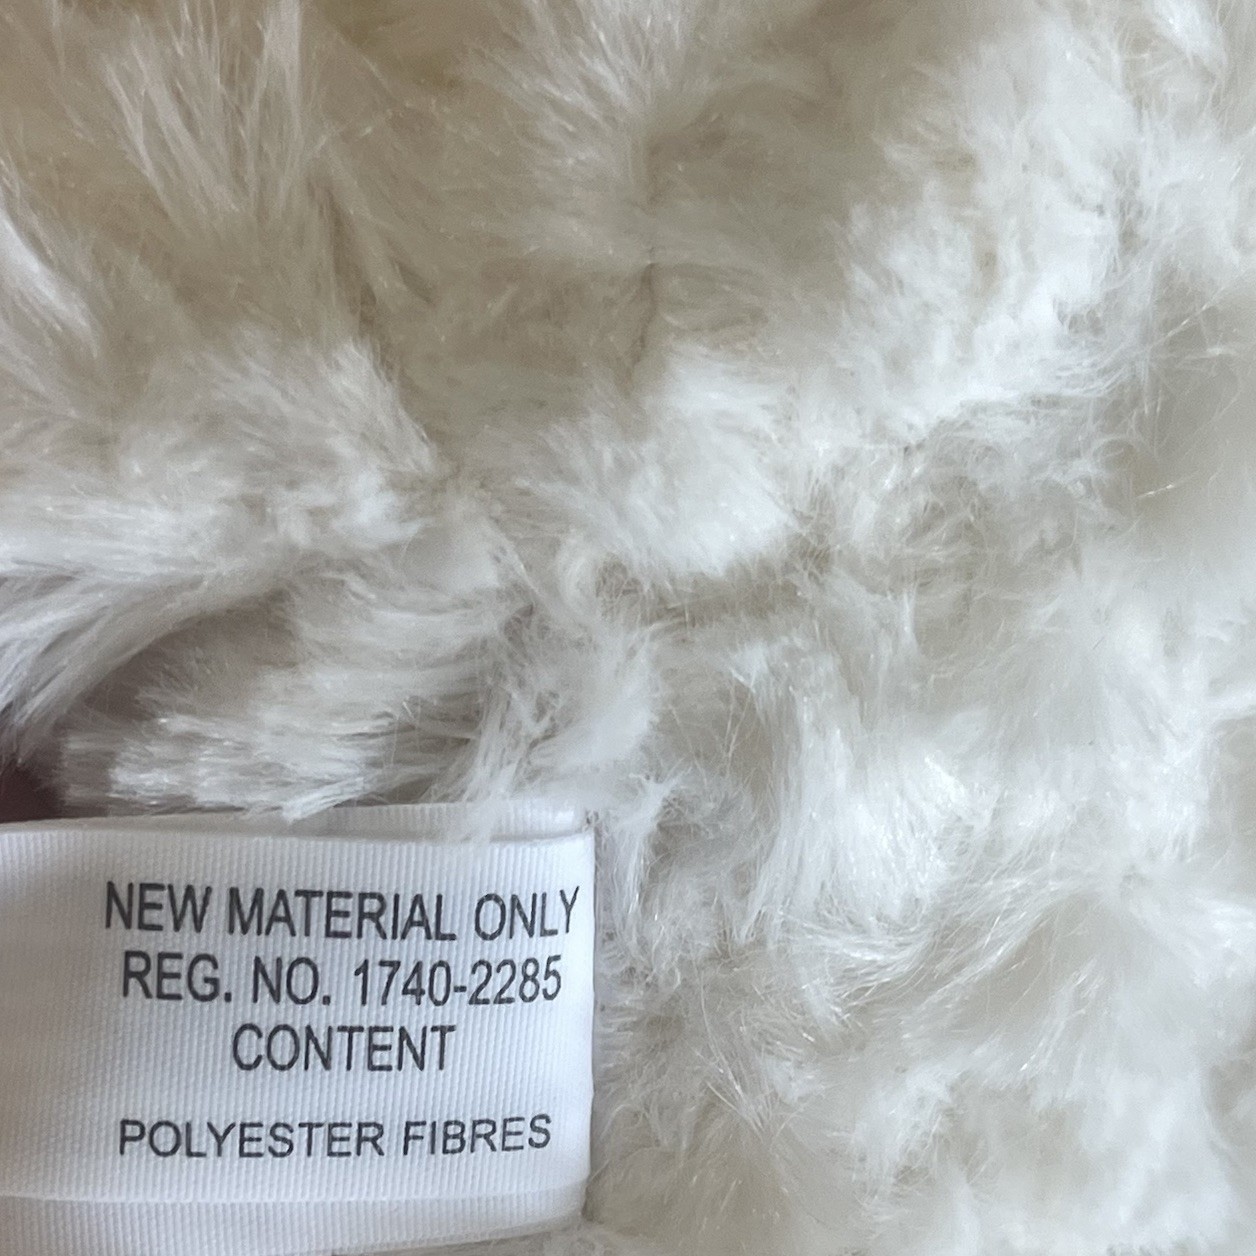 NEW MATERIAL ONLY
REG. NO. 1740-2285
CONTENT
POLYESTER FIBRES